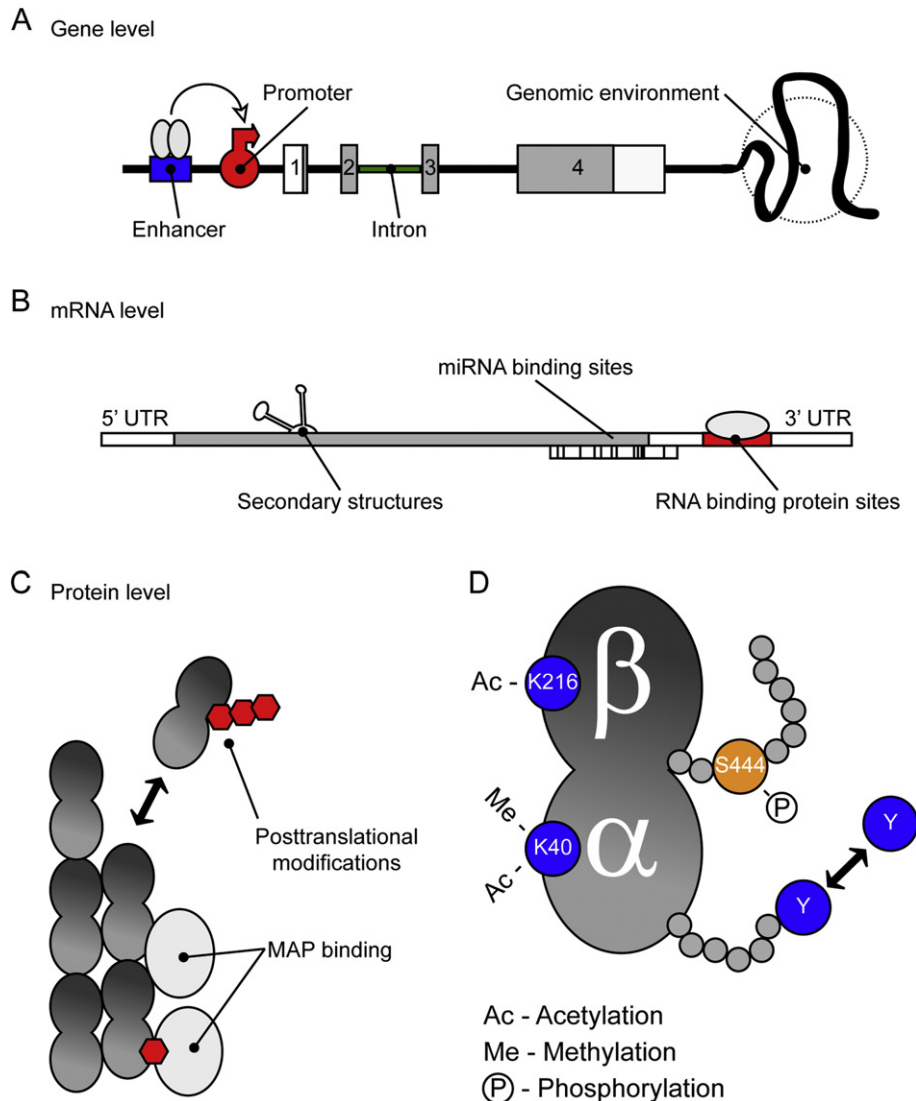 A Gene level
Promoter
Genomic environment
1 2 3 4
Enhancer
Intron
B mRNA level
miRNA binding sites
5' UTR
3' UTR
Secondary structures
RNA binding protein sites
C Protein level
Posttranslational
modifications
MAP binding
D
β
Ac - K216
S444
P
Me -
K40
Ac -
α
Y
Y
Ac - Acetylation
Me - Methylation
P - Phosphorylation